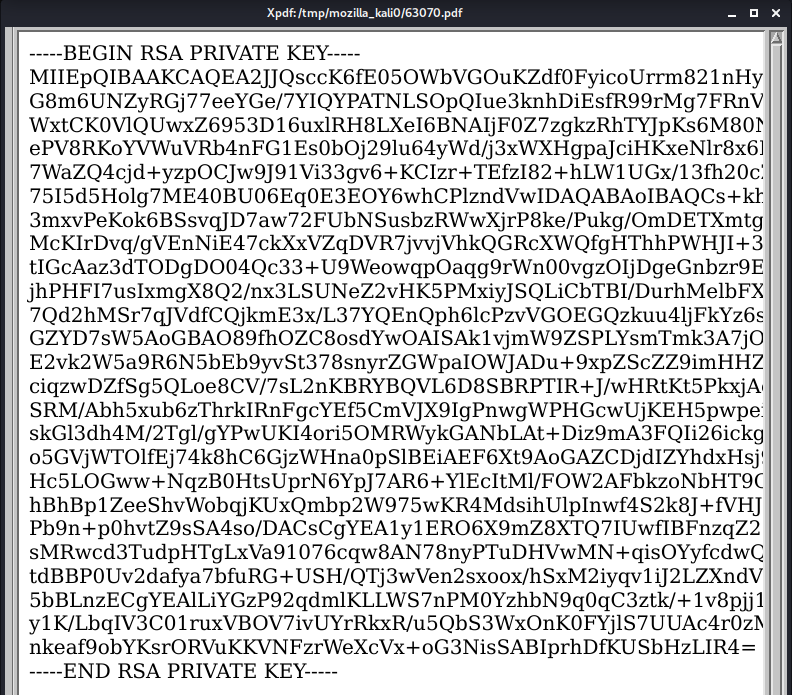 Xpdf: /tmp/mozilla_kali0/63070.pdf
-----BEGIN RSA PRIVATE KEY-----
MIIEpQIBAAKCAQEA2JJQsccK6fE05OWbVGOuKZdf0FyicoUrrm821nHy
G8m6UNZyRGj77eeYGe/7YIQYPATNLSOpQIue3knhDiEsfR99rMg7FRnV
WxtCK0VlQUwxZ6953D16uxlRH8LXeI6BNAIjF0Z7zgkzRhTYJpKs6M80N
ePV8RKoYVWuVRb4nFG1Es0bOj29lu64yWd/j3xWXHgpaJciHKxeNlr8x6
7WaZQ4cjd+yzpOCJw9J91Vi33gv6+KCIzr+TEfzI82+hLW1UGx/13fh20c
75I5d5Holg7ME40BU06Eq0E3EOY6whCPlzndVwIDAQABAoIBAQCs+kh
3mxvPeKok6BSsvqJD7aw72FUbNSusbzRWwXjrP8ke/Pukg/OmDETXmtg
McKIrDvq/gVEnNiE47ckXxVZqDVR7jvvjVhkQGRcXWQfgHThhPWHJI+3
tIGcAaz3dTODgDO04Qc33+U9WeowqpOaqg9rWn00vgzOIjDgeGnbzr9E
jhPHFI7usIxmgX8Q2/nx3LSUNeZ2vHK5PMxiyJSQLiCbTBI/DurhMelbFX
7Qd2hMSr7qJVdfCQjkmE3x/L37YQEnQph6lcPzvVGOEGQzkuu4ljFkYz6s
GZYD7sW5AoGBAO89fhOZC8osdYwOAISAk1vjmW9ZSPLYsmTmk3A7jO
E2vk2W5a9R6N5bEb9yvSt378snyrZGWpaIOWJADu+9xpZScZZ9imHHZ
ciqzwDZfSg5QLoe8CV/7sL2nKBRYBQVL6D8SBRPTIR+J/wHRtKt5PkxjA
SRM/Abh5xub6zThrkIRnFgcYEf5CmVJX9IgPnwgWPHGcwUjKEH5pwpe
skGl3dh4M/2Tgl/gYPwUKI4ori5OMRWykGANbLAt+Diz9mA3FQIi26ickg
o5GVjWTOlfEj74k8hC6GjzWHna0pSlBEiAEF6Xt9AoGAZCDjdIZYhdxHsj
Hc5LOGww+NqzB0HtsUprN6YpJ7AR6+YlEcItMl/FOW2AFbkzoNbHT9
hBhBp1ZeeShvWobqjKUxQmbp2W975wKR4MdsihUlpInwf4S2k8J+fVHJ
Pb9n+p0hvtZ9sSA4so/DACsCgYEA1y1ERO6X9mZ8XTQ7IUwfIBFnzqZ2
sMRwcd3TudpHTgLxVa91076cqw8AN78nyPTuDHVwMN+qisOYyfcdwQ
tdBBP0Uv2dafya7bfuRG+USH/QTj3wVen2sxoox/hSxM2iyqv1iJ2LZXndV
5bBLnzECgYEAlLiYGzP92qdmlKLLWS7nPM0YzhbN9q0qC3ztk/+1v8pjj1
y1K/LbqIV3C01ruxVBOV7ivUYrRkxR/u5QbS3WxOnK0FYjlS7UUAc4r0z
nkeaf9obYKsrORVuKKVNFzrWeXcVx+oG3NisSABIprhDfKUSbHzLIR4=
-----END RSA PRIVATE KEY-----